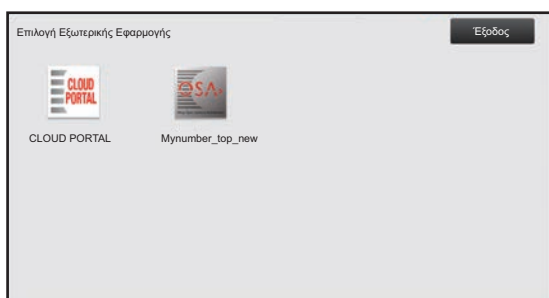 Επιλογή Εξωτερικής Εφαρμογής
Έξοδος
CLOUD
PORTAL
CLOUD PORTAL
Mynumber_top_new